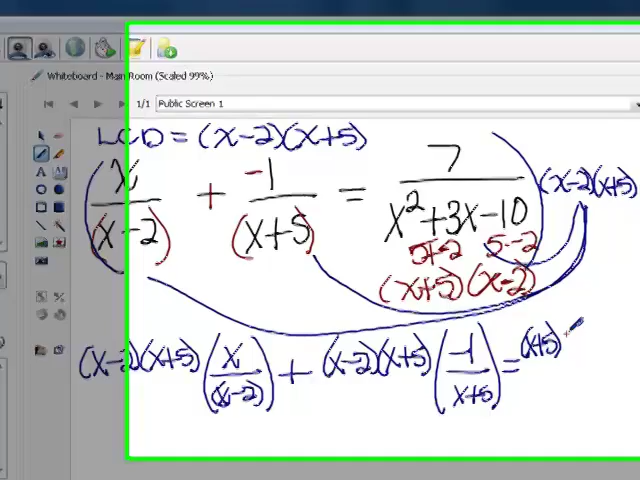 Whiteboard - Main Room (Scaled 99%)
1/1 Public Screen 1
LCD = (x-2)(x+5)
x/(x-2) + -1/(x+5) = 7/(x²+3x-10) (x-2)(x+5)
5+-2 5·-2
(x+5)(x-2)
(x-2)(x+5)(x/(x-2)) + (x-2)(x+5)(-1/(x+5)) = (x+5)